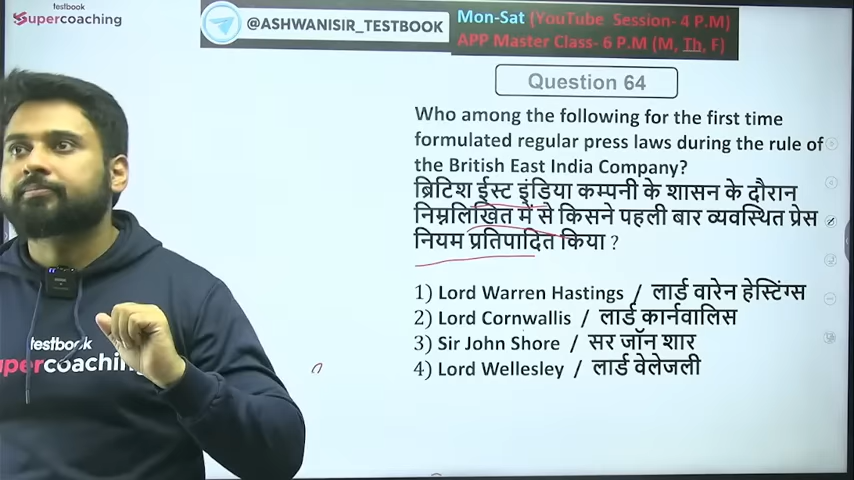 testbook
Supercoaching
@ASHWANISIR_TESTBOOK
Mon-Sat (YouTube Session- 4 P.M)
APP Master Class- 6 P.M (M, Th, F)
Question 64
Who among the following for the first time
formulated regular press laws during the rule of
the British East India Company?
ब्रिटिश ईस्ट इंडिया कम्पनी के शासन के दौरान
निम्नलिखित में से किसने पहली बार व्यवस्थित प्रेस
नियम प्रतिपादित किया ?
1) Lord Warren Hastings / लार्ड वारेन हेस्टिंग्स
2) Lord Cornwallis / लार्ड कार्नवालिस
3) Sir John Shore / सर जॉन शार
4) Lord Wellesley / लार्ड वेलेजली
testbook
percoaching